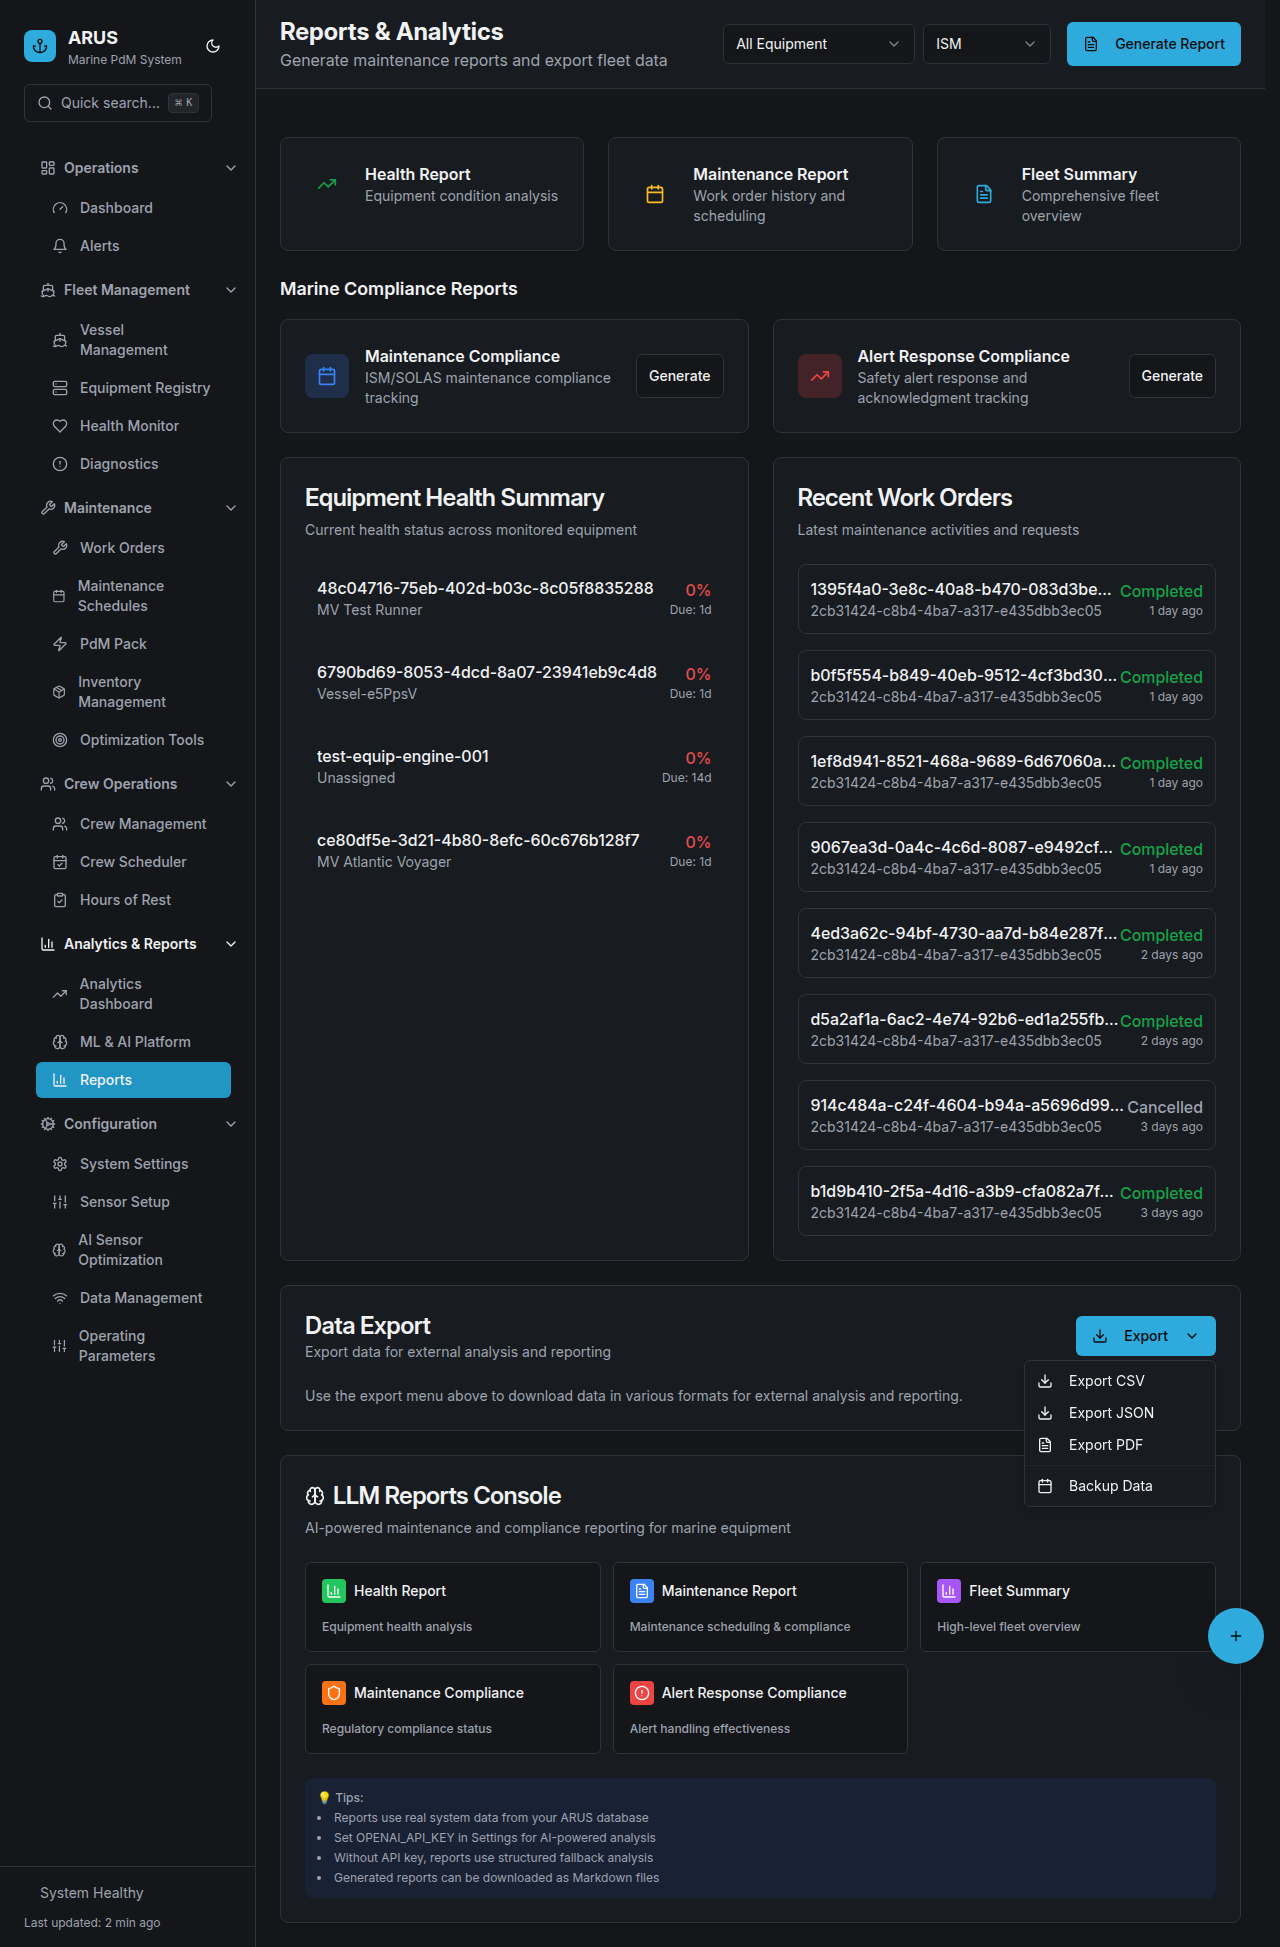 ARUS
Marine PdM System
Quick search...
⌘ K
Operations
Dashboard
Alerts
Fleet Management
Vessel
Management
Equipment Registry
Health Monitor
Diagnostics
Maintenance
Work Orders
Maintenance
Schedules
PdM Pack
Inventory
Management
Optimization Tools
Crew Operations
Crew Management
Crew Scheduler
Hours of Rest
Analytics & Reports
Analytics
Dashboard
ML & AI Platform
Reports
Configuration
System Settings
Sensor Setup
AI Sensor
Optimization
Data Management
Operating
Parameters
System Healthy
Last updated: 2 min ago
Reports & Analytics
Generate maintenance reports and export fleet data
All Equipment
ISM
Generate Report
Health Report
Equipment condition analysis
Maintenance Report
Work order history and
scheduling
Fleet Summary
Comprehensive fleet
overview
Marine Compliance Reports
Maintenance Compliance
ISM/SOLAS maintenance compliance
tracking
Generate
Alert Response Compliance
Safety alert response and
acknowledgment tracking
Generate
Equipment Health Summary
Current health status across monitored equipment
48c04716-75eb-402d-b03c-8c05f8835288
0%
MV Test Runner
Due: 1d
6790bd69-8053-4dcd-8a07-23941eb9c4d8
0%
Vessel-e5PpsV
Due: 1d
test-equip-engine-001
0%
Unassigned
Due: 14d
ce80df5e-3d21-4b80-8efc-60c676b128f7
0%
MV Atlantic Voyager
Due: 1d
Recent Work Orders
Latest maintenance activities and requests
1395f4a0-3e8c-40a8-b470-083d3be...
Completed
2cb31424-c8b4-4ba7-a317-e435dbb3ec05
1 day ago
b0f5f554-b849-40eb-9512-4cf3bd30...
Completed
2cb31424-c8b4-4ba7-a317-e435dbb3ec05
1 day ago
1ef8d941-8521-468a-9689-6d67060a...
Completed
2cb31424-c8b4-4ba7-a317-e435dbb3ec05
1 day ago
9067ea3d-0a4c-4c6d-8087-e9492cf...
Completed
2cb31424-c8b4-4ba7-a317-e435dbb3ec05
1 day ago
4ed3a62c-94bf-4730-aa7d-b84e287f...
Completed
2cb31424-c8b4-4ba7-a317-e435dbb3ec05
2 days ago
d5a2af1a-6ac2-4e74-92b6-ed1a255fb...
Completed
2cb31424-c8b4-4ba7-a317-e435dbb3ec05
2 days ago
914c484a-c24f-4604-b94a-a5696d99...
Cancelled
2cb31424-c8b4-4ba7-a317-e435dbb3ec05
3 days ago
b1d9b410-2f5a-4d16-a3b9-cfa082a7f...
Completed
2cb31424-c8b4-4ba7-a317-e435dbb3ec05
3 days ago
Data Export
Export data for external analysis and reporting
Export
Use the export menu above to download data in various formats for external analysis and reporting.
Export CSV
Export JSON
Export PDF
Backup Data
LLM Reports Console
AI-powered maintenance and compliance reporting for marine equipment
Health Report
Equipment health analysis
Maintenance Report
Maintenance scheduling & compliance
Fleet Summary
High-level fleet overview
Maintenance Compliance
Regulatory compliance status
Alert Response Compliance
Alert handling effectiveness
💡 Tips:
• Reports use real system data from your ARUS database
• Set OPENAI_API_KEY in Settings for AI-powered analysis
• Without API key, reports use structured fallback analysis
• Generated reports can be downloaded as Markdown files